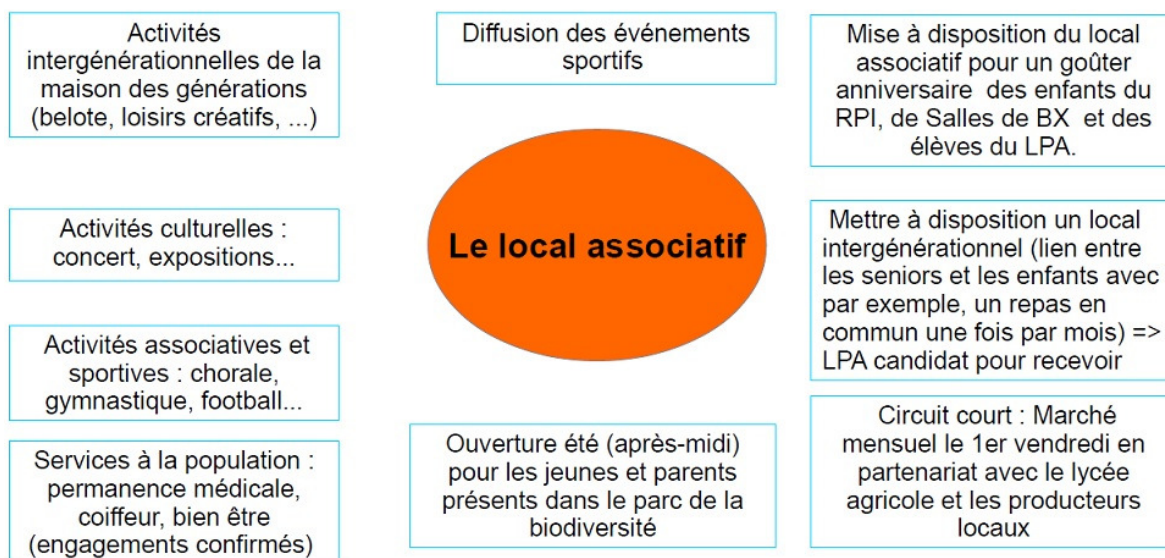 Activités
intergénérationnelles de la
maison des générations
(belote, loisirs créatifs, ...)
Diffusion des événements
sportifs
Mise à disposition du local
associatif pour un goûter
anniversaire des enfants du
RPI, de Salles de BX et des
élèves du LPA.
Activités culturelles :
concert, expositions...
Le local associatif
Mettre à disposition un local
intergénérationnel (lien entre
les seniors et les enfants avec
par exemple, un repas en
commun une fois par mois) =>
LPA candidat pour recevoir
Activités associatives et
sportives : chorale,
gymnastique, football...
Services à la population :
permanence médicale,
coiffeur, bien être
(engagements confirmés)
Ouverture été (après-midi)
pour les jeunes et parents
présents dans le parc de la
biodiversité
Circuit court : Marché
mensuel le 1er vendredi en
partenariat avec le lycée
agricole et les producteurs
locaux